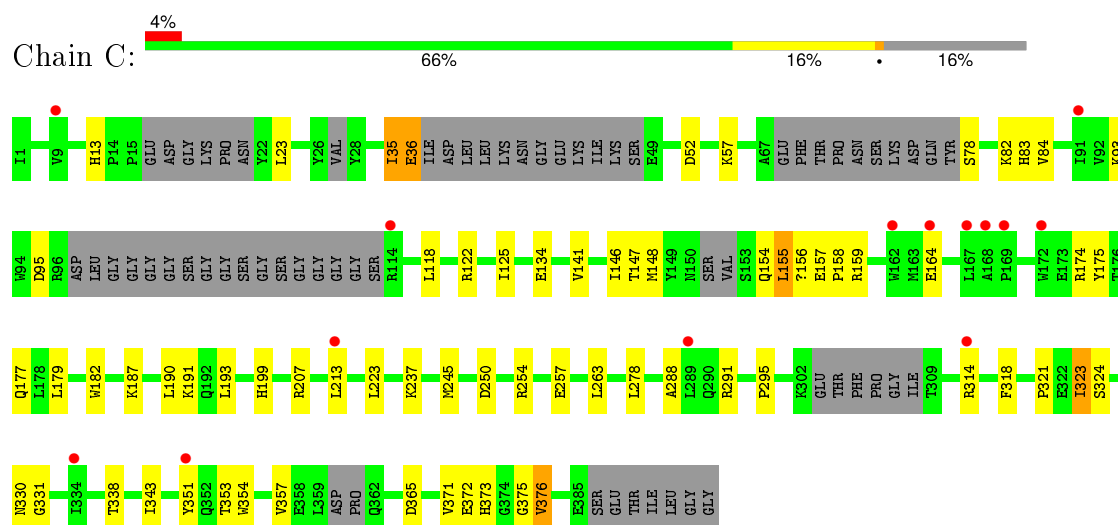 4%
Chain C:
66% 16% • 16%
I1 V9 H13 P14 P15 GLU ASP GLY LYS PRO ASN Y22 L23 Y26 VAL Y28 I35 E36 ILE ASP LEU LEU LYS ASN GLY GLU LYS ILE LYS SER E49 D52 K57 A67 GLU PHE THR PRO ASN SER LYS ASP GLN TYR S78 K82 H83 V84 I91 V92 K93
W94 D95 R96 ASP LEU GLY GLY GLY GLY SER GLY GLY GLY SER GLY SER GLY GLY GLY GLY SER R114 L118 R122 I125 E134 V141 I146 T147 M148 Y149 N150 SER VAL S153 Q154 L155 ?156 E157 P158 R159 W162 M163 E164 L167 A168 P169 W172 E173 R174 Y175 T176
Q177 L178 L179 W182 K187 L190 K191 Q192 L193 H199 R207 L213 L223 K237 M245 D250 R254 E257 L263 L278 A288 L289 Q290 R291 P295 K302 GLU THR PHE PRO GLY ILE T309 R314 F318 P321 E322 I323 S324
N330 G331 I334 T338 I343 Y351 Q352 T353 W354 V357 E358 L359 ASP PRO Q362 D365 V371 E372 H373 G374 G375 V376 E385 SER GLU THR ILE LEU GLY GLY